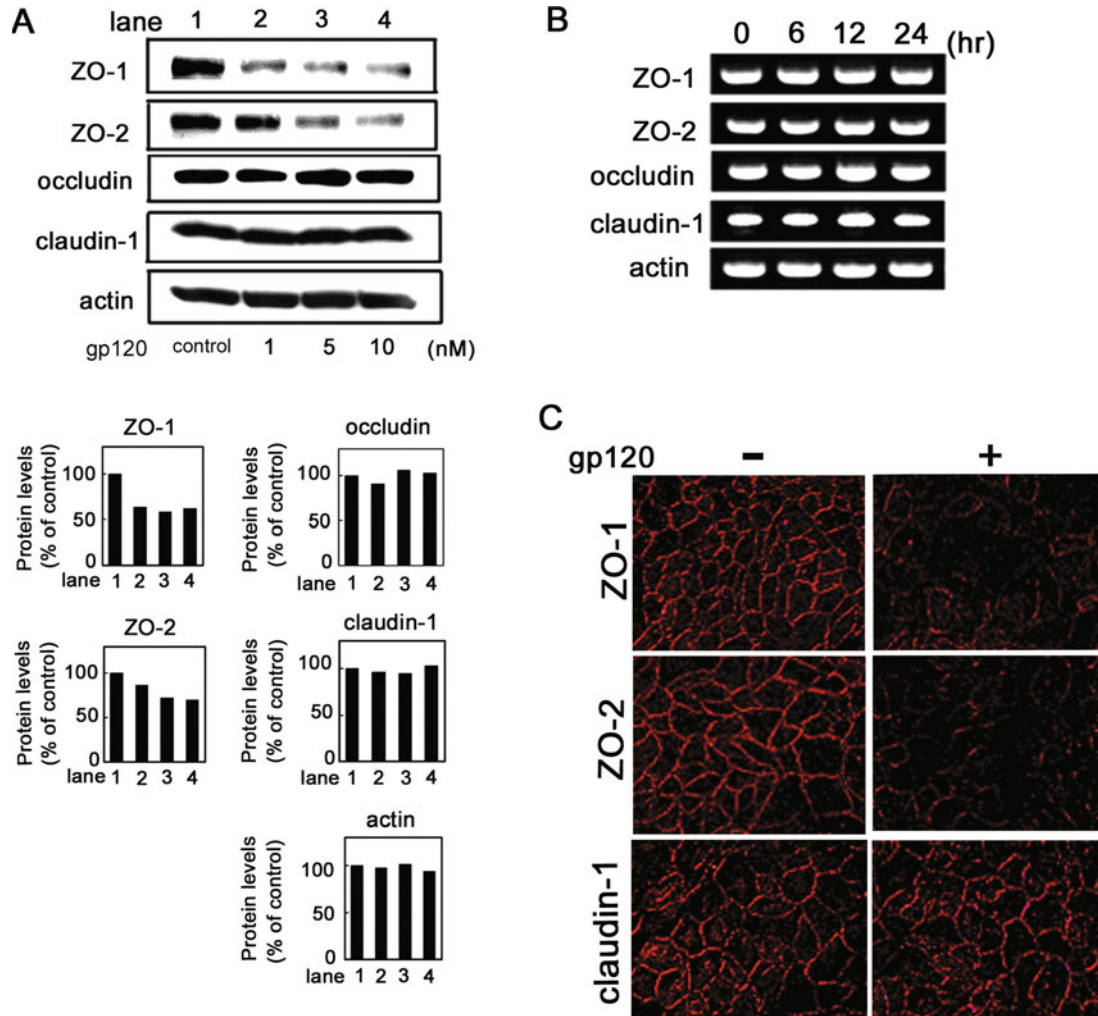 A
lane 1 2 3 4
ZO-1
ZO-2
occludin
claudin-1
actin
gp120 control 1 5 10 (nM)
B
0 6 12 24 (hr)
ZO-1
ZO-2
occludin
claudin-1
actin
ZO-1
Protein levels
(% of control)
100
50
0
lane 1 2 3 4
occludin
Protein levels
(% of control)
100
50
0
lane 1 2 3 4
ZO-2
Protein levels
(% of control)
100
50
0
lane 1 2 3 4
claudin-1
Protein levels
(% of control)
100
50
0
lane 1 2 3 4
actin
Protein levels
(% of control)
100
50
0
lane 1 2 3 4
C
gp120 − +
ZO-1
ZO-2
claudin-1